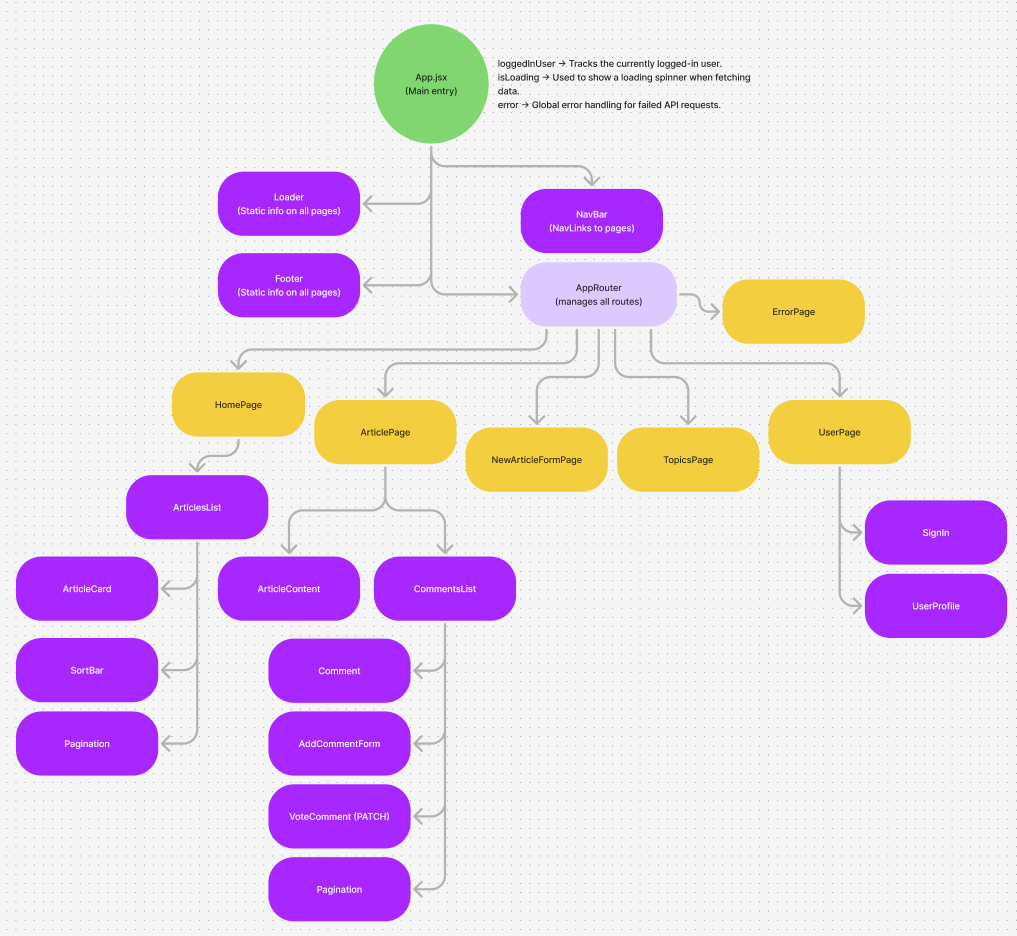 App.jsx
(Main entry)
loggedInUser → Tracks the currently logged-in user.
isLoading → Used to show a loading spinner when fetching
data.
error → Global error handling for failed API requests.
Loader
(Static info on all pages)
NavBar
(NavLinks to pages)
Footer
(Static info on all pages)
AppRouter
(manages all routes)
ErrorPage
HomePage
ArticlePage
NewArticleFormPage
TopicsPage
UserPage
ArticlesList
SignIn
ArticleCard
ArticleContent
CommentsList
UserProfile
SortBar
Comment
Pagination
AddCommentForm
VoteComment (PATCH)
Pagination